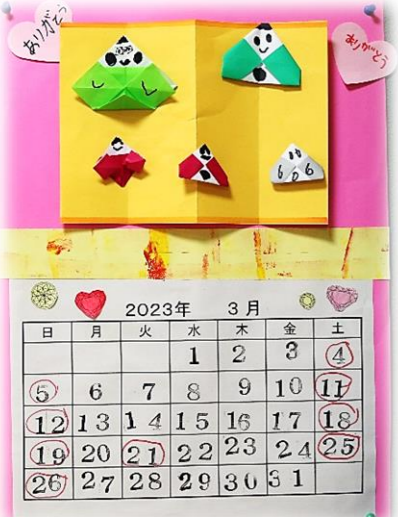 ありがとう
ありがとう
2023年 3月
日 月 火 水 木 金 土
1 2 3 4
5 6 7 8 9 10 11
12 13 14 15 16 17 18
19 20 21 22 23 24 25
26 27 28 29 30 31